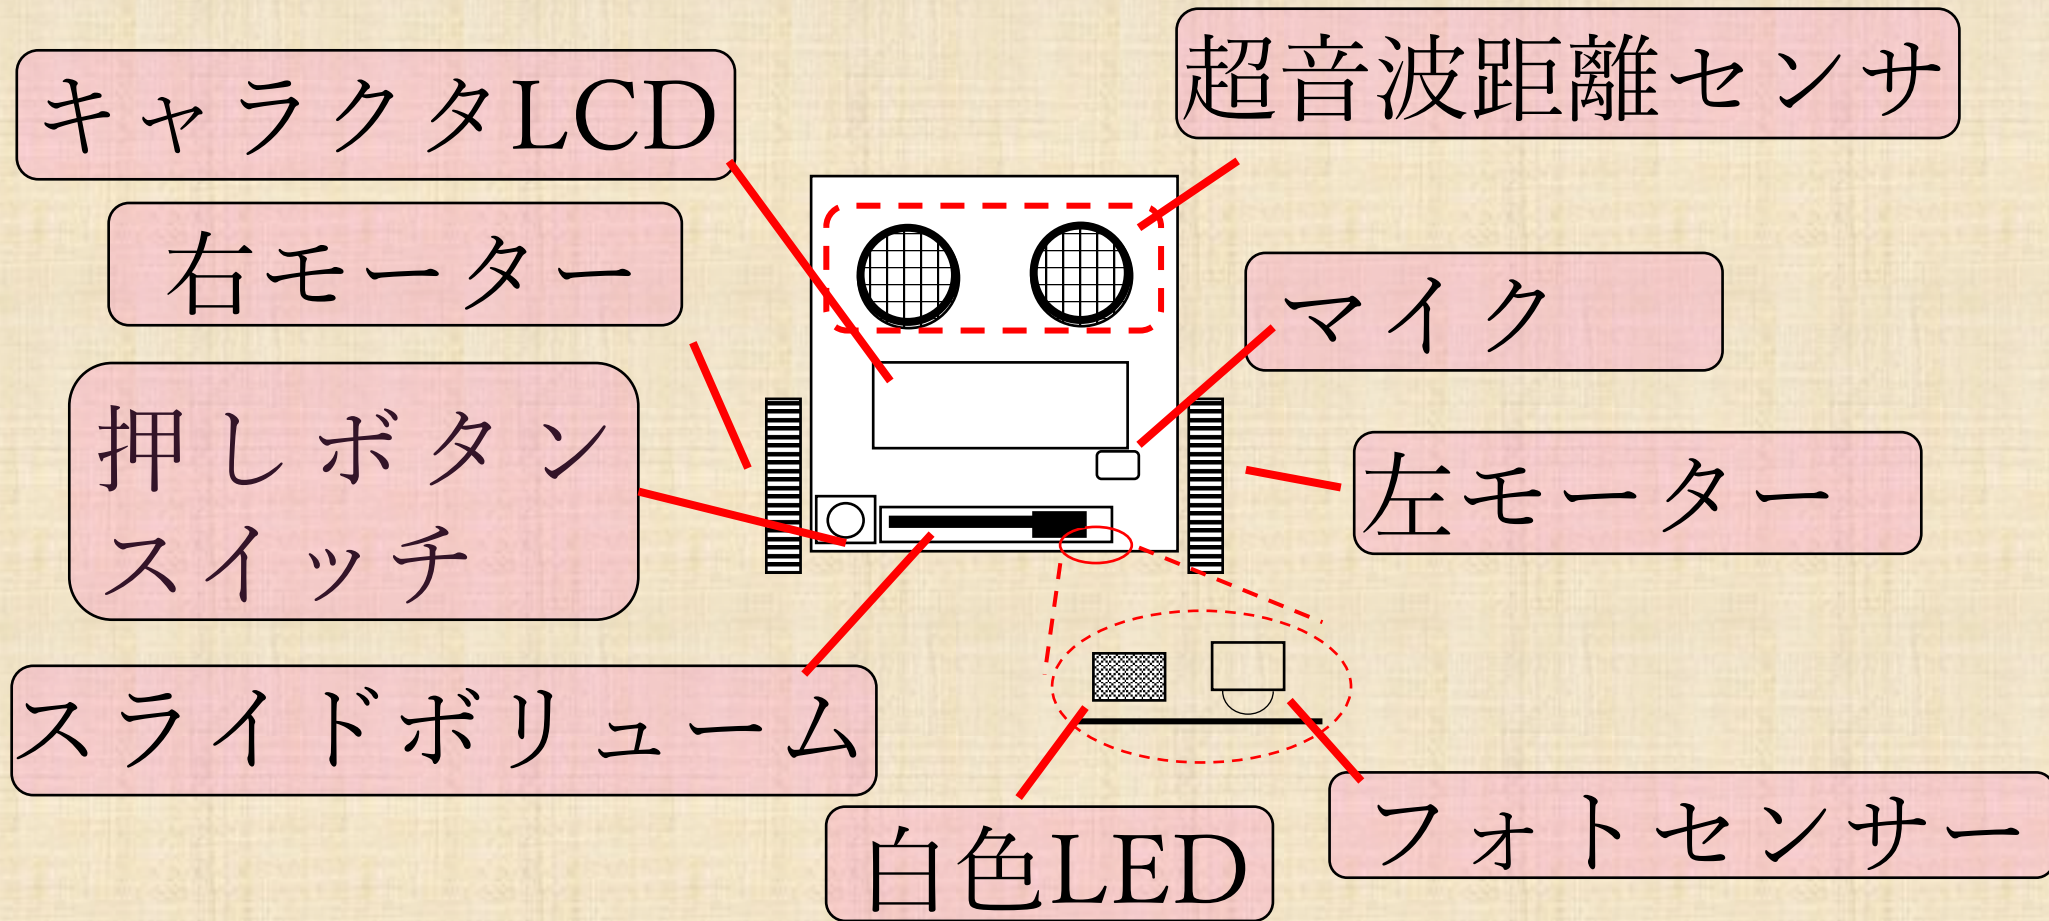 キャラクタLCD
超音波距離センサ
右モーター
マイク
押しボタン
スイッチ
左モーター
スライドボリューム
白色LED
フォトセンサー